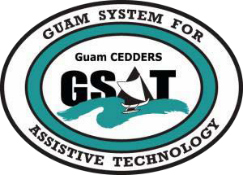 GUAM SYSTEM FOR
Guam CEDDERS
GSAT
ASSISTIVE TECHNOLOGY